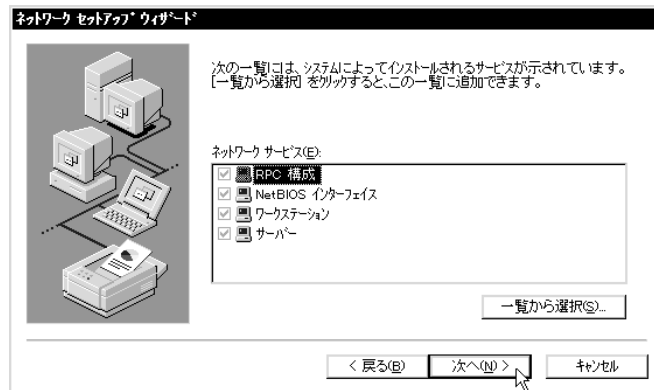 ネットワーク セットアップ ウィザード
次の一覧には、システムによってインストールされるサービスが示されています。
[一覧から選択] をクリックすると、この一覧に追加できます。
ネットワーク サービス(E):
RPC 構成
NetBIOS インターフェイス
ワークステーション
サーバー
一覧から選択(S)...
< 戻る(B)
次へ(N) >
キャンセル